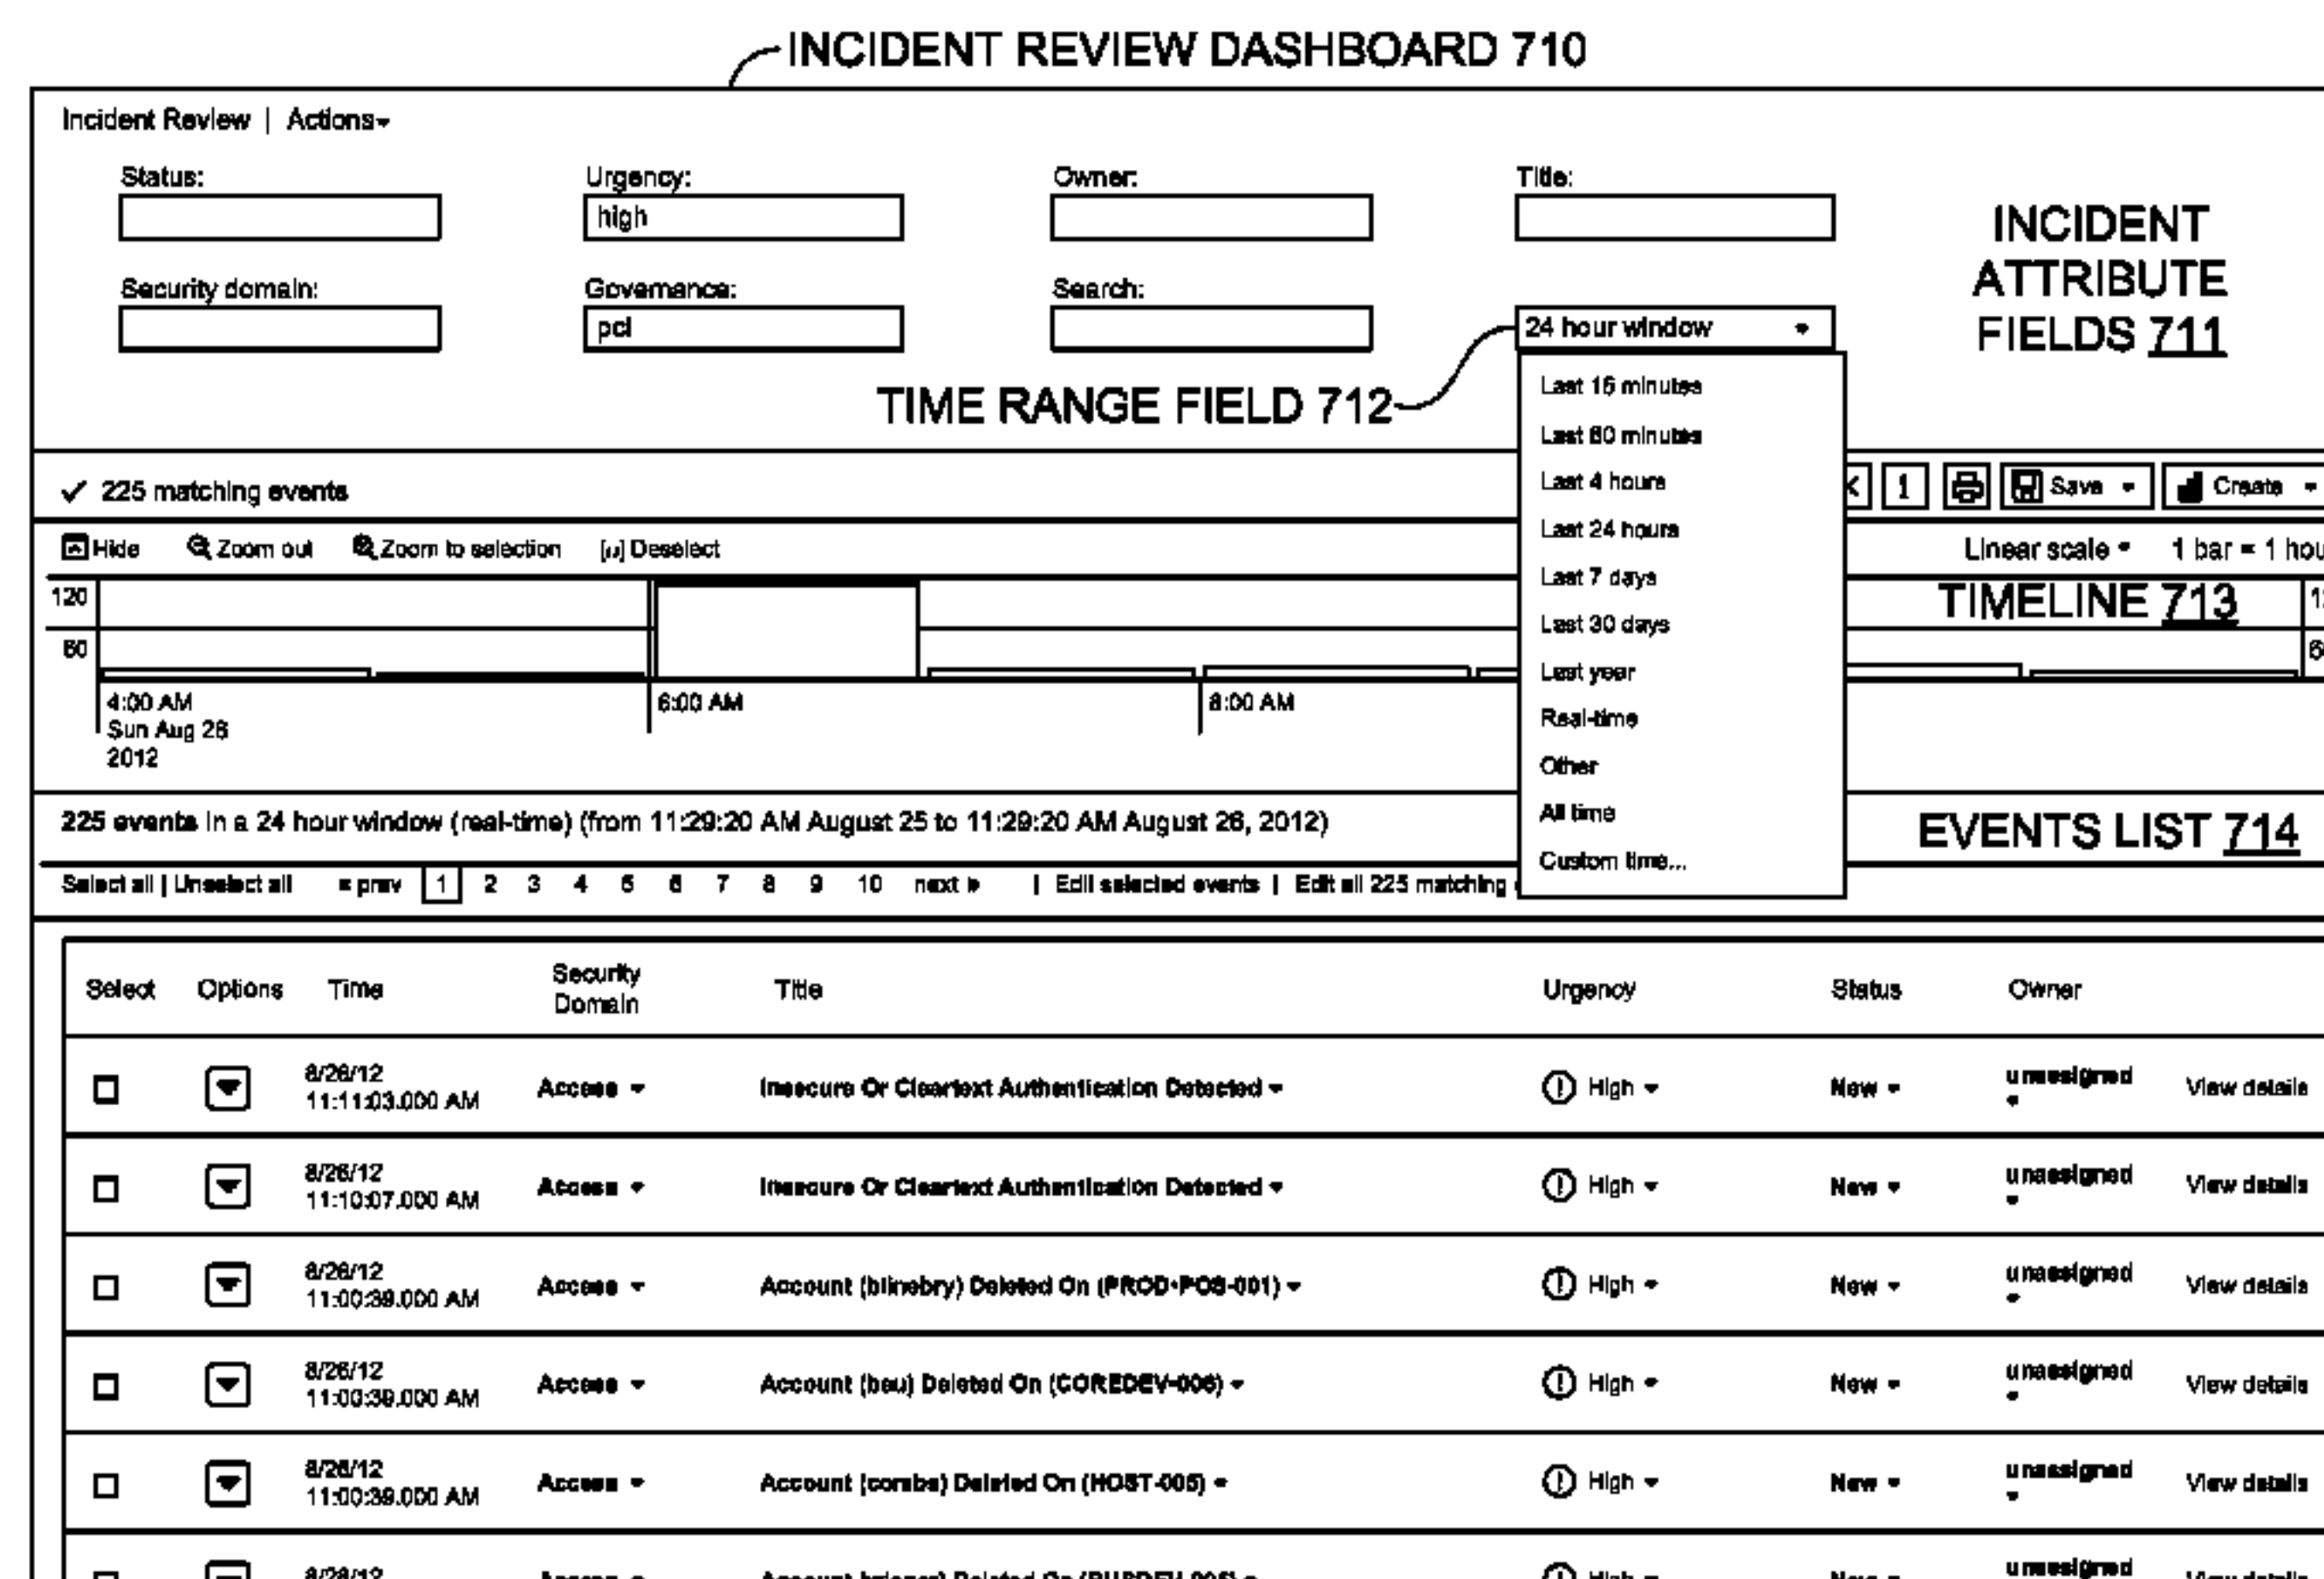 INCIDENT REVIEW DASHBOARD 710
Incident Review | Actions
Status:
Urgency:
Owner:
Title:
high
INCIDENT
ATTRIBUTE
FIELDS 711
Security domain:
Governance:
Search:
pci
24 hour window
TIME RANGE FIELD 712
Last 15 minutes
Last 60 minutes
Last 4 hours
Last 24 hours
Last 7 days
Last 30 days
Last year
Real-time
Other
All time
Custom time...
225 matching events
Save
Create
Hide
Zoom out
Zoom to selection
Deselect
Linear scale
1 bar = 1
120
60
TIMELINE 713
4:00 AM
Sun Aug 26
2012
6:00 AM
8:00 AM
225 events in a 24 hour window (real-time) (from 11:29:20 AM August 25 to 11:29:20 AM August 26, 2012)
EVENTS LIST 714
Select all | Unselect all « prev 1 2 3 4 5 6 7 8 9 10 next » | Edit selected events | Edit all 225 matching
Select Options Time Security Domain Title Urgency Status Owner
8/26/12
11:11:03.000 AM Access Insecure Or Cleartext Authentication Detected High New unassigned View details
8/26/12
11:10:07.000 AM Access Insecure Or Cleartext Authentication Detected High New unassigned View details
8/26/12
11:00:39.000 AM Access Account (blinebry) Deleted On (PROD-POS-001) High New unassigned View details
8/26/12
11:00:39.000 AM Access Account (beu) Deleted On (COREDEV-006) High New unassigned View details
8/26/12
11:00:39.000 AM Access Account (combs) Deleted On (HOST-005) High New unassigned View details
8/26/12
unassigned